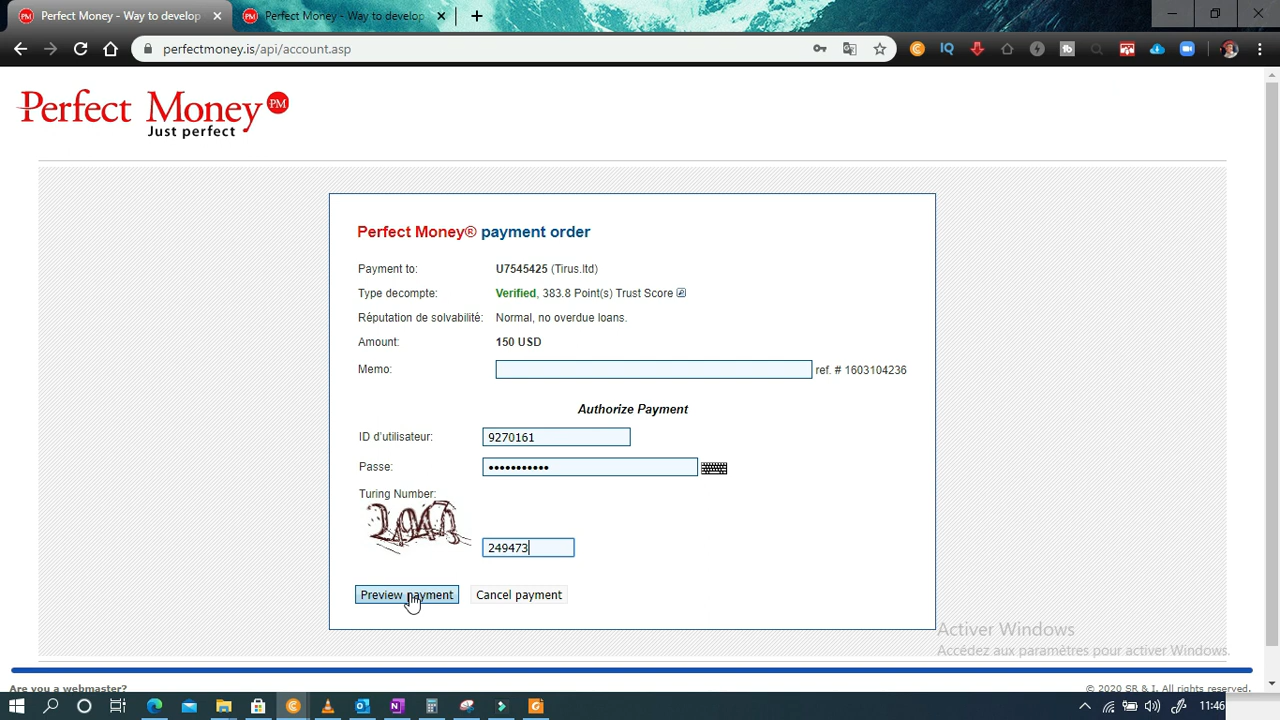 Perfect Money - Way to develop
Perfect Money - Way to develop
perfectmoney.is/api/account.asp
Perfect Money PM
Just perfect
Perfect Money® payment order
Payment to: U7545425 (Tirus.ltd)
Type decompte: Verified, 383.8 Point(s) Trust Score
Réputation de solvabilité: Normal, no overdue loans.
Amount: 150 USD
Memo: ref. # 1603104236
Authorize Payment
ID d'utilisateur: 9270161
Passe: •••••••••••
Turing Number:
249473
Preview payment Cancel payment
Activer Windows
Accédez aux paramètres pour activer Windows.
Are you a webmaster? © 2020 SR & I. All rights reserved.
11:46